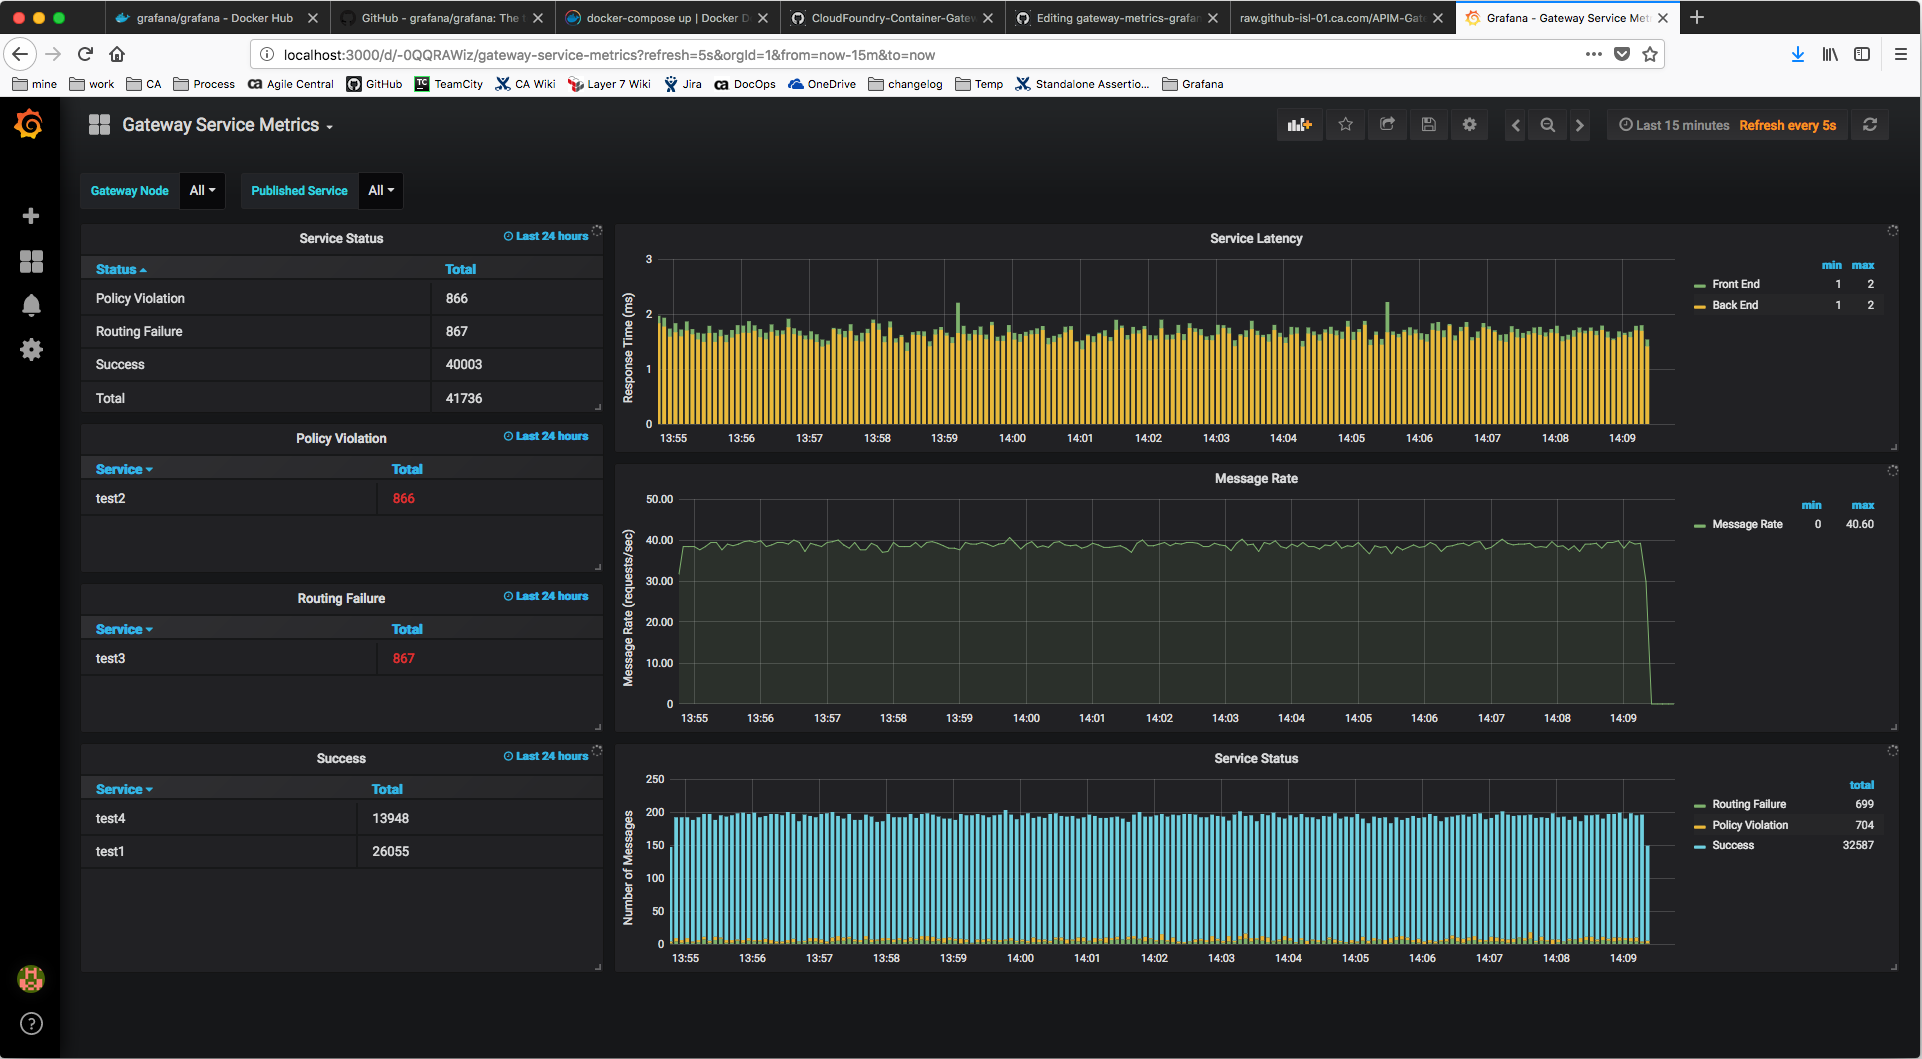 grafana/grafana - Docker Hub
GitHub - grafana/grafana: The t
docker-compose up | Docker D
CloudFoundry-Container-Gatew
Editing gateway-metrics-grafan
raw.github-isl-01.ca.com/APIM-Gat
Grafana - Gateway Service Met
localhost:3000/d/-0QQRAWiz/gateway-service-metrics?refresh=5s&orgId=1&from=now-15m&to=now
mine work CA Process Agile Central GitHub TeamCity CA Wiki Layer 7 Wiki Jira DocOps OneDrive changelog Temp Standalone Assertio... Grafana
Gateway Service Metrics
Last 15 minutes Refresh every 5s
Gateway Node All Published Service All
Service Status Last 24 hours
Status Total
Policy Violation 866
Routing Failure 867
Success 40003
Total 41736
Policy Violation Last 24 hours
Service Total
test2 866
Routing Failure Last 24 hours
Service Total
test3 867
Success Last 24 hours
Service Total
test4 13948
test1 26055
Service Latency
Response Time (ms)
3
2
1
0
13:55 13:56 13:57 13:58 13:59 14:00 14:01 14:02 14:03 14:04 14:05 14:06 14:07 14:08 14:09
min max
Front End 1 2
Back End 1 2
Message Rate
Message Rate (requests/sec)
50.00
40.00
30.00
20.00
10.00
0
13:55 13:56 13:57 13:58 13:59 14:00 14:01 14:02 14:03 14:04 14:05 14:06 14:07 14:08 14:09
min max
Message Rate 0 40.60
Service Status
Number of Messages
250
200
150
100
50
0
13:55 13:56 13:57 13:58 13:59 14:00 14:01 14:02 14:03 14:04 14:05 14:06 14:07 14:08 14:09
total
Routing Failure 699
Policy Violation 704
Success 32587